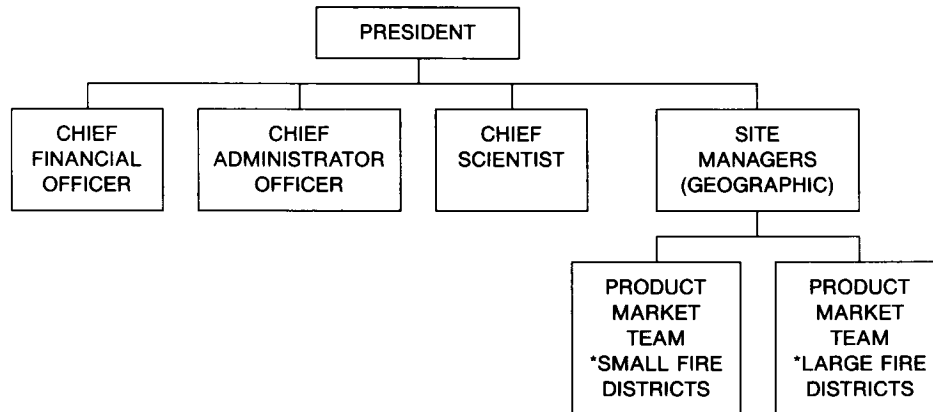 PRESIDENT
CHIEF
FINANCIAL
OFFICER
CHIEF
ADMINISTRATOR
OFFICER
CHIEF
SCIENTIST
SITE
MANAGERS
(GEOGRAPHIC)
PRODUCT
MARKET
TEAM
*SMALL FIRE
DISTRICTS
PRODUCT
MARKET
TEAM
*LARGE FIRE
DISTRICTS